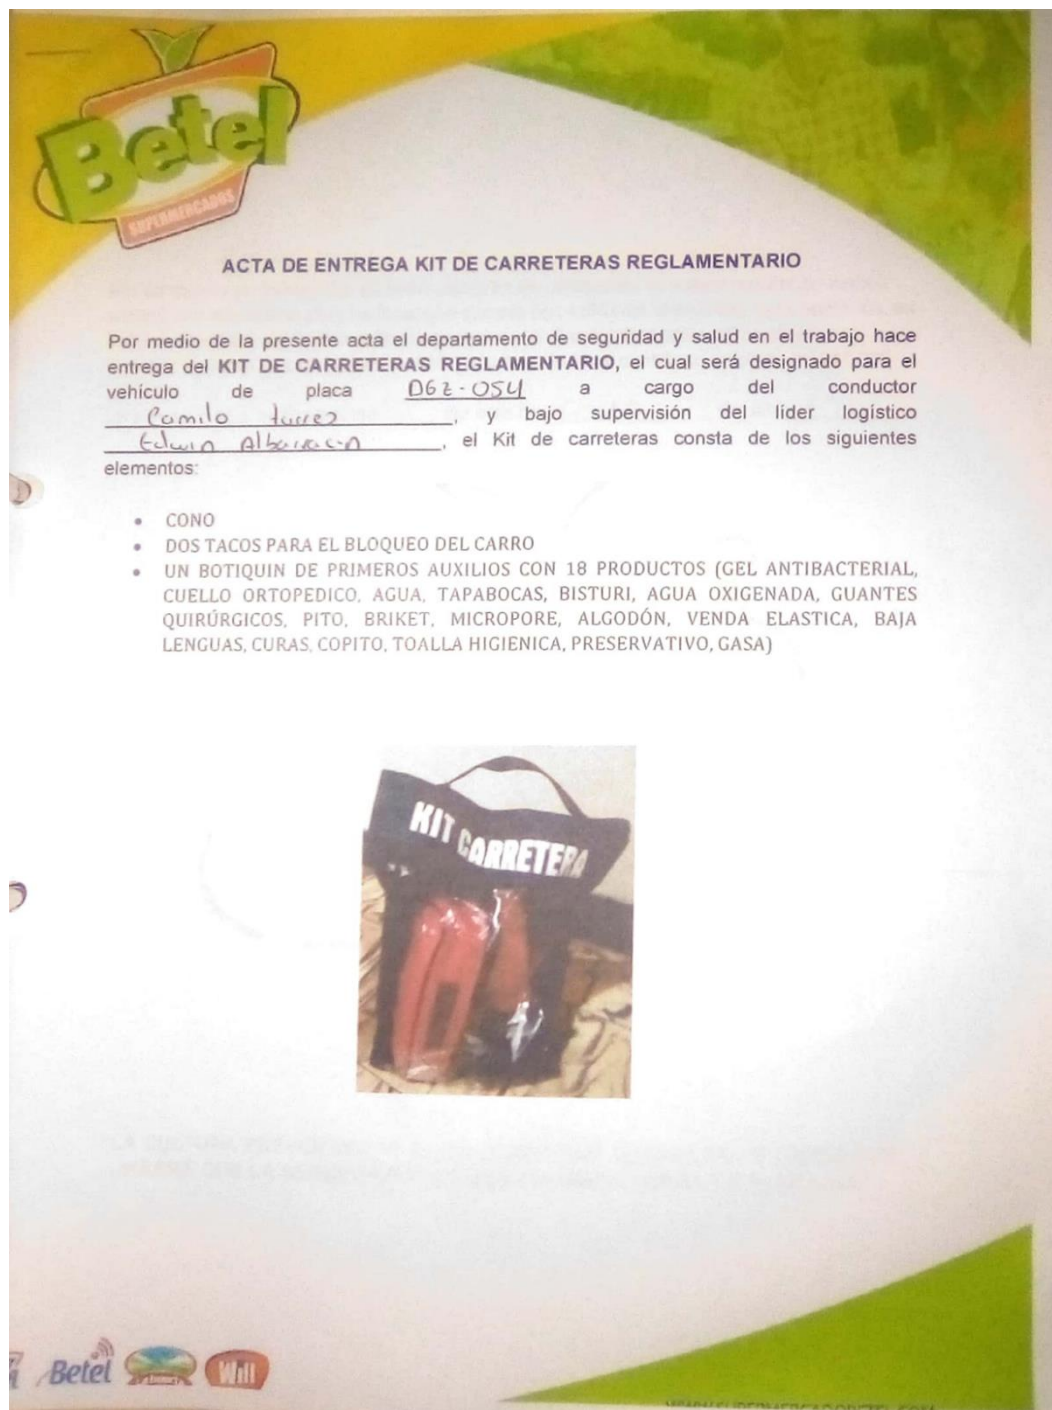 Betel
SUPERMERCADOS
ACTA DE ENTREGA KIT DE CARRETERAS REGLAMENTARIO
Por medio de la presente acta el departamento de seguridad y salud en el trabajo hace
entrega del KIT DE CARRETERAS REGLAMENTARIO, el cual será designado para el
vehículo de placa DGZ-054 a cargo del conductor
Camilo torrez, y bajo supervisión del líder logístico
Edwin Albarracin, el Kit de carreteras consta de los siguientes
elementos:
• CONO
• DOS TACOS PARA EL BLOQUEO DEL CARRO
• UN BOTIQUIN DE PRIMEROS AUXILIOS CON 18 PRODUCTOS (GEL ANTIBACTERIAL,
CUELLO ORTOPEDICO, AGUA, TAPABOCAS, BISTURI, AGUA OXIGENADA, GUANTES
QUIRÚRGICOS, PITO, BRIKET, MICROPORE, ALGODÓN, VENDA ELASTICA, BAJA
LENGUAS, CURAS, COPITO, TOALLA HIGIENICA, PRESERVATIVO, GASA)
KIT CARRETERA
Betel
Will